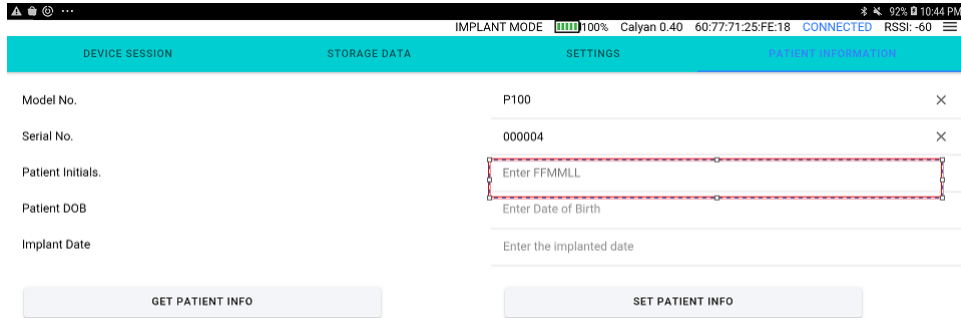 92% 10:44 PM
IMPLANT MODE 100% Calyan 0.40 60:77:71:25:FE:18 CONNECTED RSSI: -60
DEVICE SESSION STORAGE DATA SETTINGS PATIENT INFORMATION
Model No. P100
Serial No. 000004
Patient Initials. Enter FFMMLL
Patient DOB Enter Date of Birth
Implant Date Enter the implanted date
GET PATIENT INFO SET PATIENT INFO